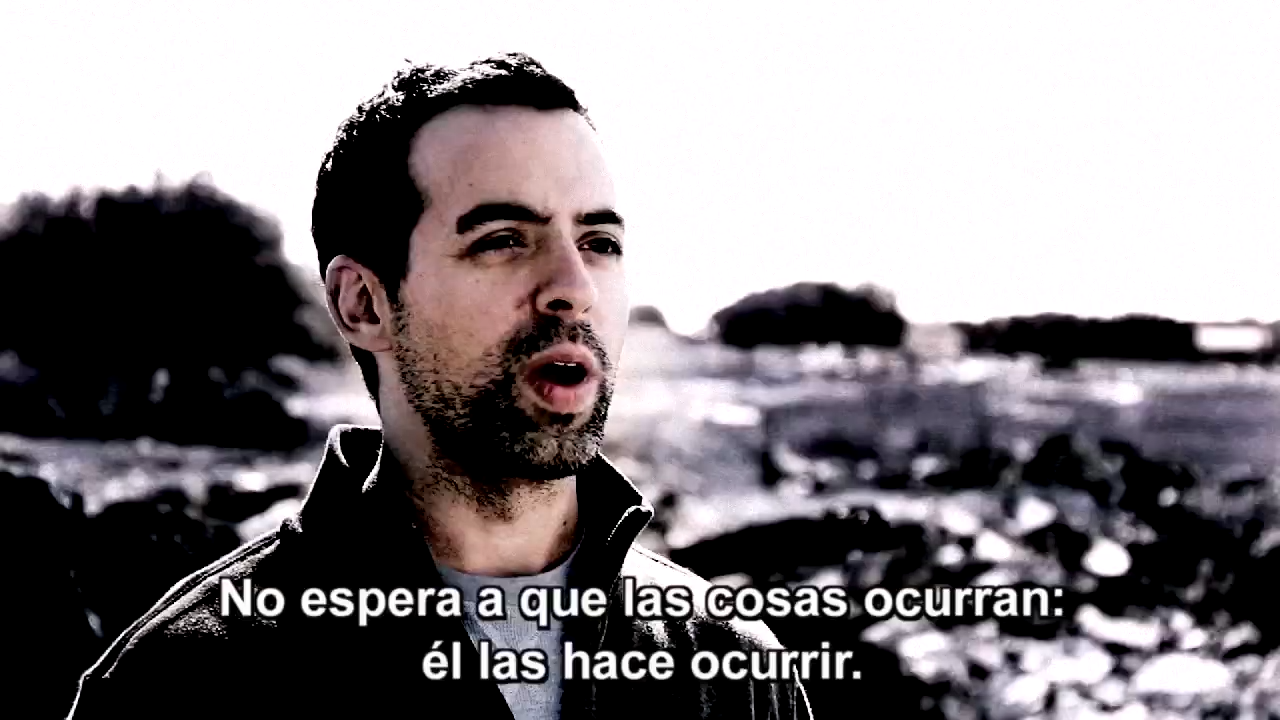 No espera a que las cosas ocurran:
él las hace ocurrir.